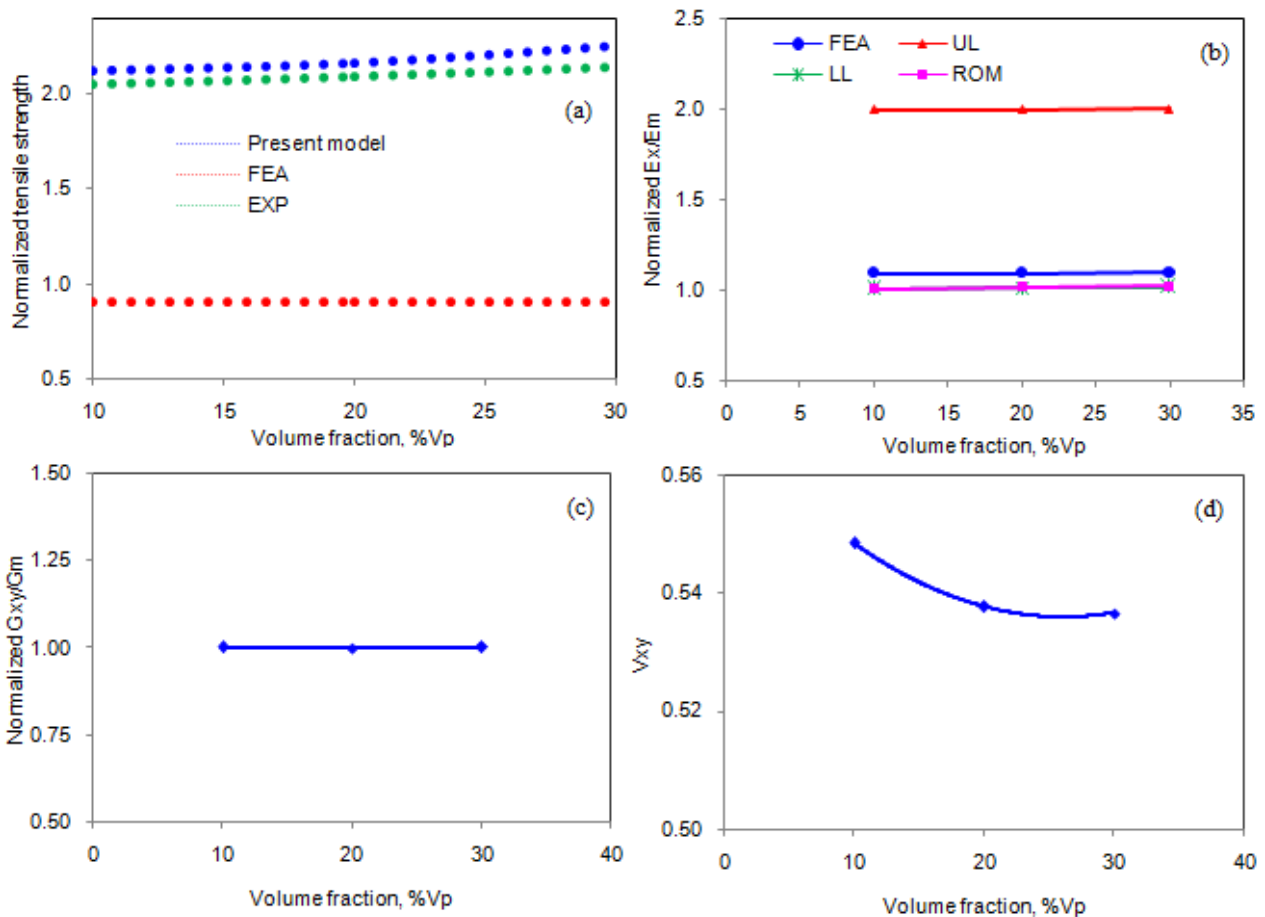 Normalized tensile strength
2.0
1.5
1.0
0.5
(a)
Present model
FEA
EXP
10 15 20 25 30
Volume fraction, %Vp
Normalized Ex/Em
2.5
2.0
1.5
1.0
0.5
FEA UL
LL ROM
(b)
0 5 10 15 20 25 30 35
Volume fraction, %Vp
Normalized Gxy/Gm
1.50
1.25
1.00
0.75
0.50
(c)
0 10 20 30 40
Volume fraction, %Vp
Vxy
0.56
0.54
0.52
0.50
(d)
0 10 20 30 40
Volume fraction, %Vp